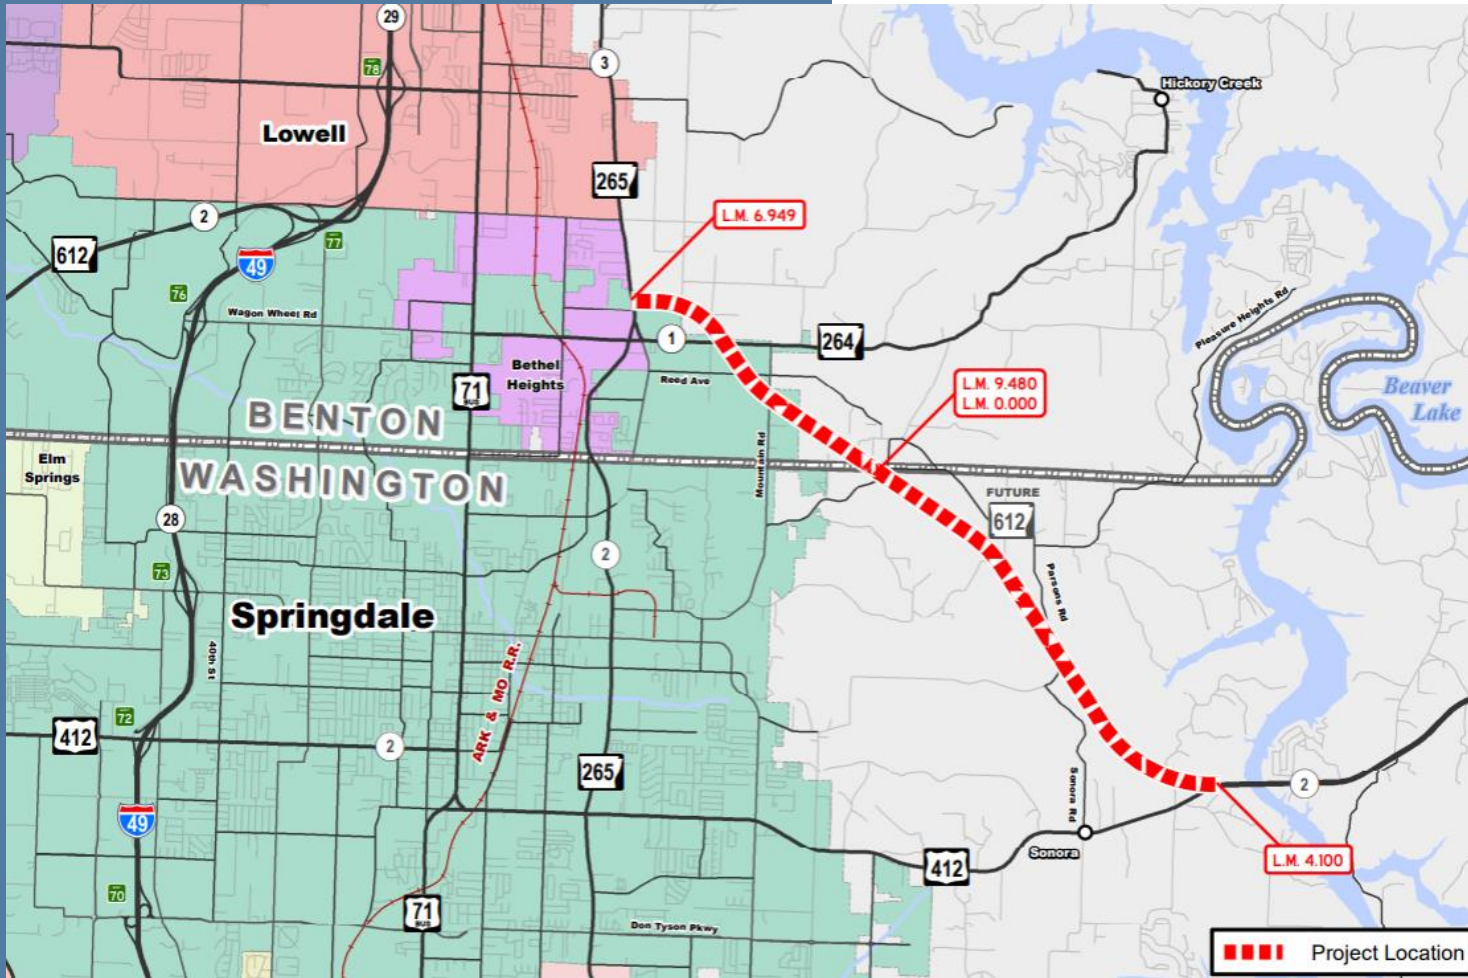 29
78
3
Hickory Creek
Lowell
265
L.M. 6.949
2
612
77
49
76
Wagon Wheel Rd
Pleasure Heights Rd
1
264
Bethel
Heights
Reed Ave
71
BUS
L.M. 9.480
L.M. 0.000
Beaver
Lake
BENTON
Elm
Springs
Mountain Rd
WASHINGTON
FUTURE
612
28
2
73
Parsons Rd
Springdale
40th St
ARK & MO R.R.
72
412
2
265
Sonora Rd
2
49
Sonora
412
L.M. 4.100
70
71
BUS
Don Tyson Pkwy
Project Location